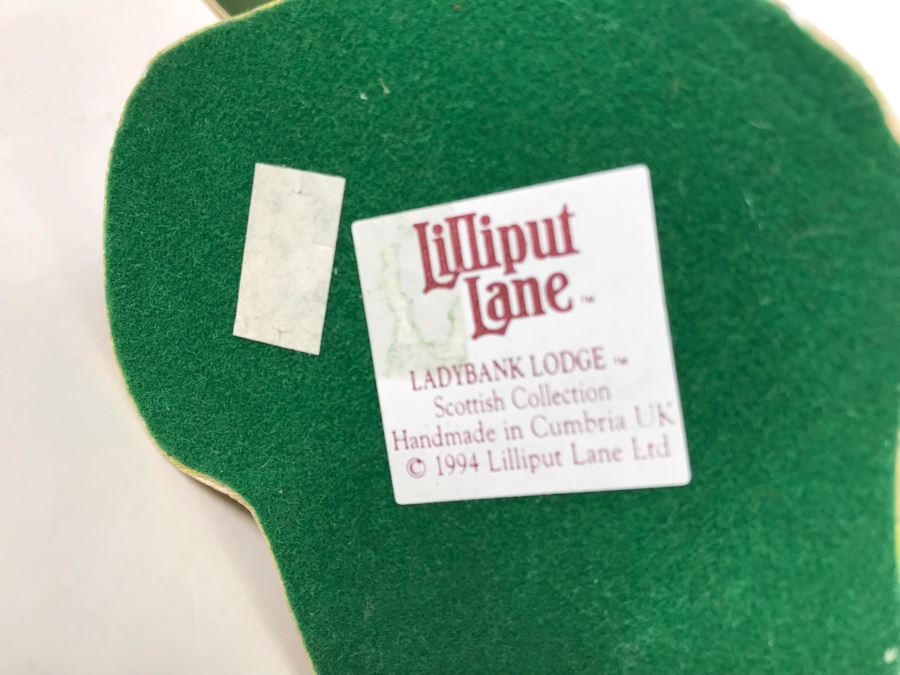 Lilliput
Lane™
LADYBANK LODGE™
Scottish Collection
Handmade in Cumbria UK
© 1994 Lilliput Lane Ltd